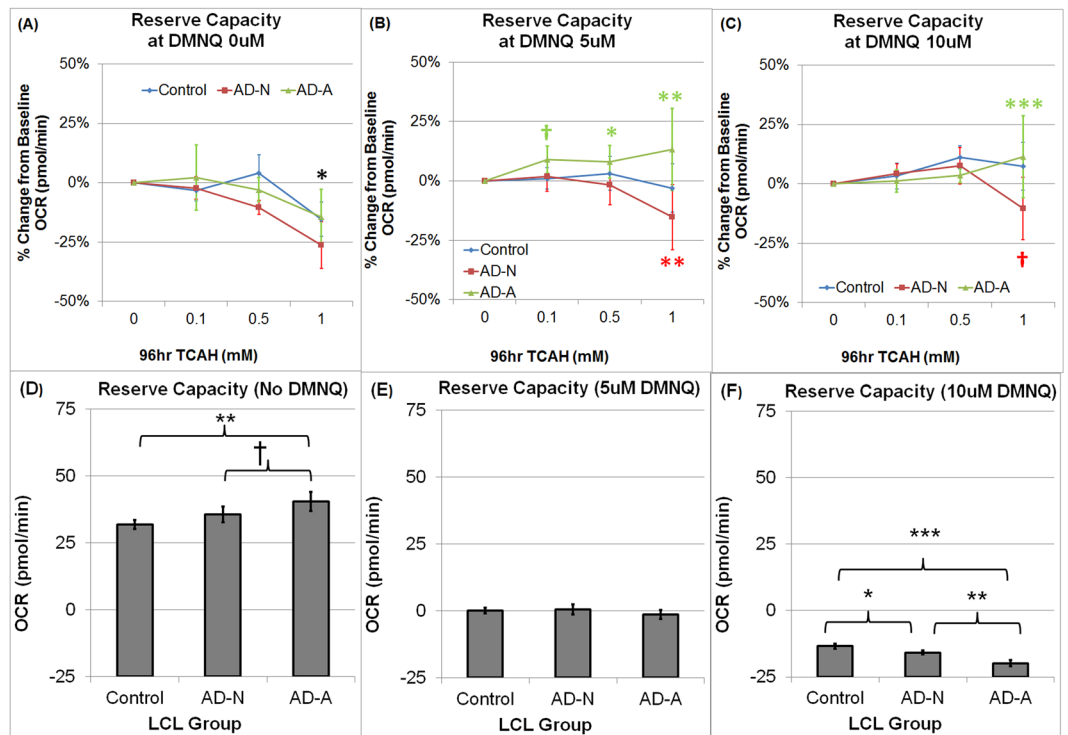 (A)
Reserve Capacity
at DMNQ 0uM
50%
25%
0%
-25%
-50%
% Change from Baseline
OCR (pmol/min)
Control AD-N AD-A
*
0 0.1 0.5 1
96hr TCAH (mM)
(B)
Reserve Capacity
at DMNQ 5uM
50%
25%
0%
-25%
-50%
% Change from Baseline
OCR (pmol/min)
† * **
Control
AD-N
AD-A
**
0 0.1 0.5 1
96hr TCAH (mM)
(C)
Reserve Capacity
at DMNQ 10uM
50%
25%
0%
-25%
-50%
% Change from Baseline
OCR (pmol/min)
***
†
Control AD-N AD-A
0 0.1 0.5 1
96hr TCAH (mM)
(D) Reserve Capacity (No DMNQ)
75
50
25
0
-25
OCR (pmol/min)
**
†
Control AD-N AD-A
LCL Group
(E) Reserve Capacity (5uM DMNQ)
75
50
25
0
-25
OCR (pmol/min)
Control AD-N AD-A
LCL Group
(F) Reserve Capacity (10uM DMNQ)
75
50
25
0
-25
OCR (pmol/min)
***
* **
Control AD-N AD-A
LCL Group